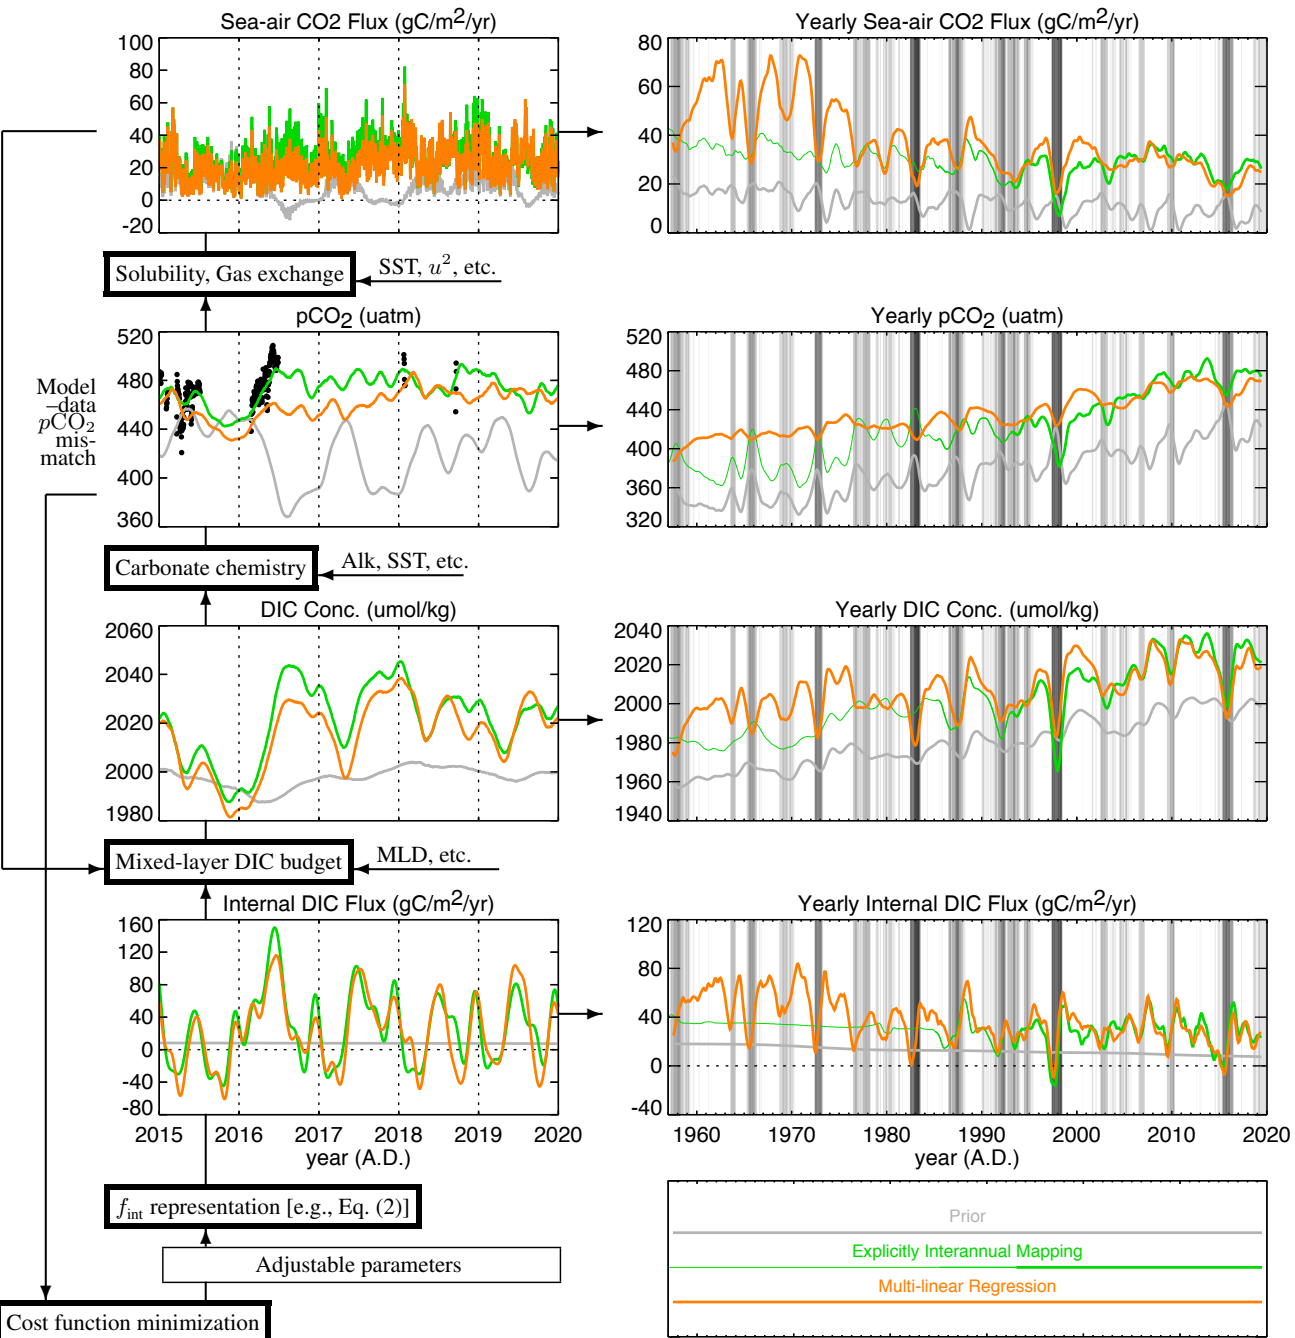 Sea-air CO2 Flux (gC/m2/yr)
100
80
60
40
20
0
-20
Yearly Sea-air CO2 Flux (gC/m2/yr)
80
60
40
20
0
Solubility, Gas exchange
SST, u2, etc.
pCO2 (uatm)
520
480
440
400
360
Model
–data
pCO2
mis-
match
Yearly pCO2 (uatm)
520
480
440
400
360
320
Carbonate chemistry
Alk, SST, etc.
DIC Conc. (umol/kg)
2060
2040
2020
2000
1980
Yearly DIC Conc. (umol/kg)
2040
2020
2000
1980
1960
1940
Mixed-layer DIC budget
MLD, etc.
Internal DIC Flux (gC/m2/yr)
160
120
80
40
0
-40
-80
2015 2016 2017 2018 2019 2020
year (A.D.)
Yearly Internal DIC Flux (gC/m2/yr)
120
80
40
0
-40
1960 1970 1980 1990 2000 2010 2020
year (A.D.)
fint representation [e.g., Eq. (2)]
Adjustable parameters
Cost function minimization
Prior
Explicitly Interannual Mapping
Multi-linear Regression